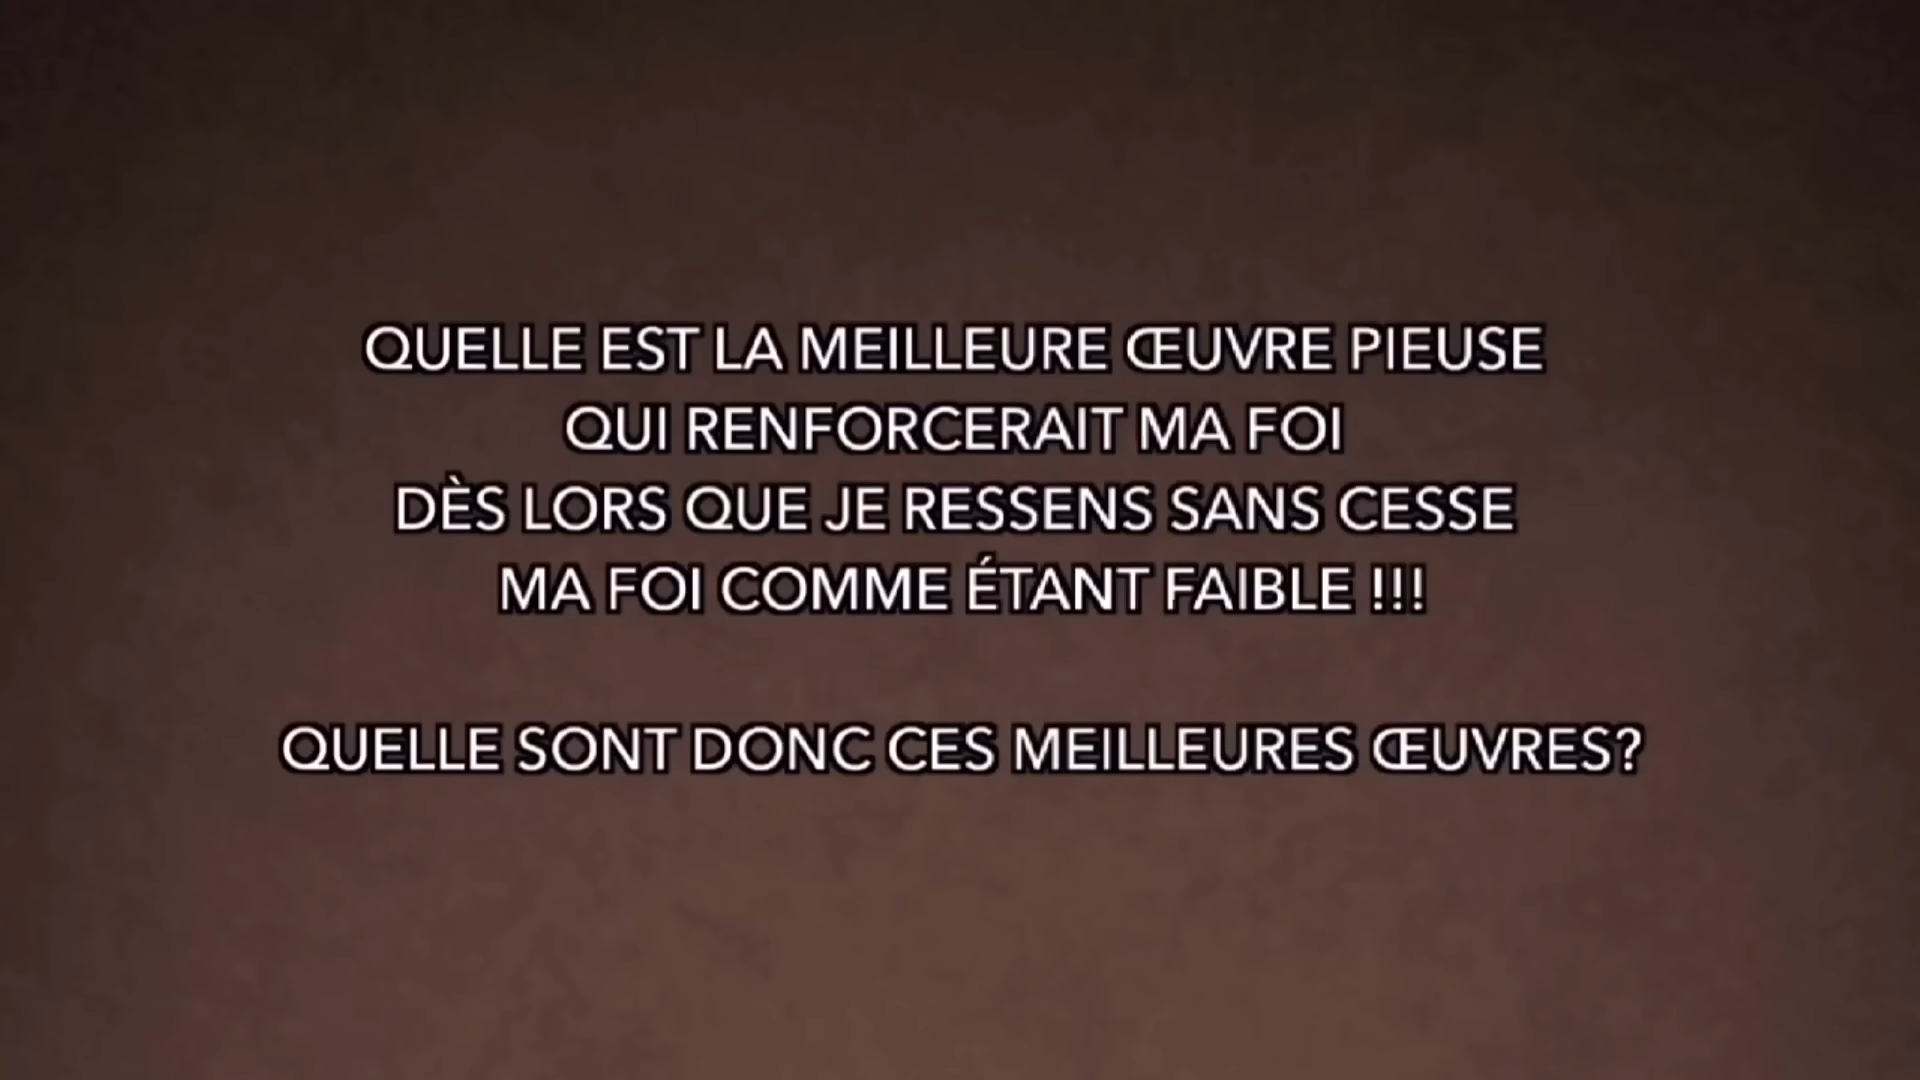 QUELLE EST LA MEILLEURE ŒUVRE PIEUSE
QUI RENFORCERAIT MA FOI
DÈS LORS QUE JE RESSENS SANS CESSE
MA FOI COMME ÉTANT FAIBLE !!!
QUELLE SONT DONC CES MEILLEURES ŒUVRES?